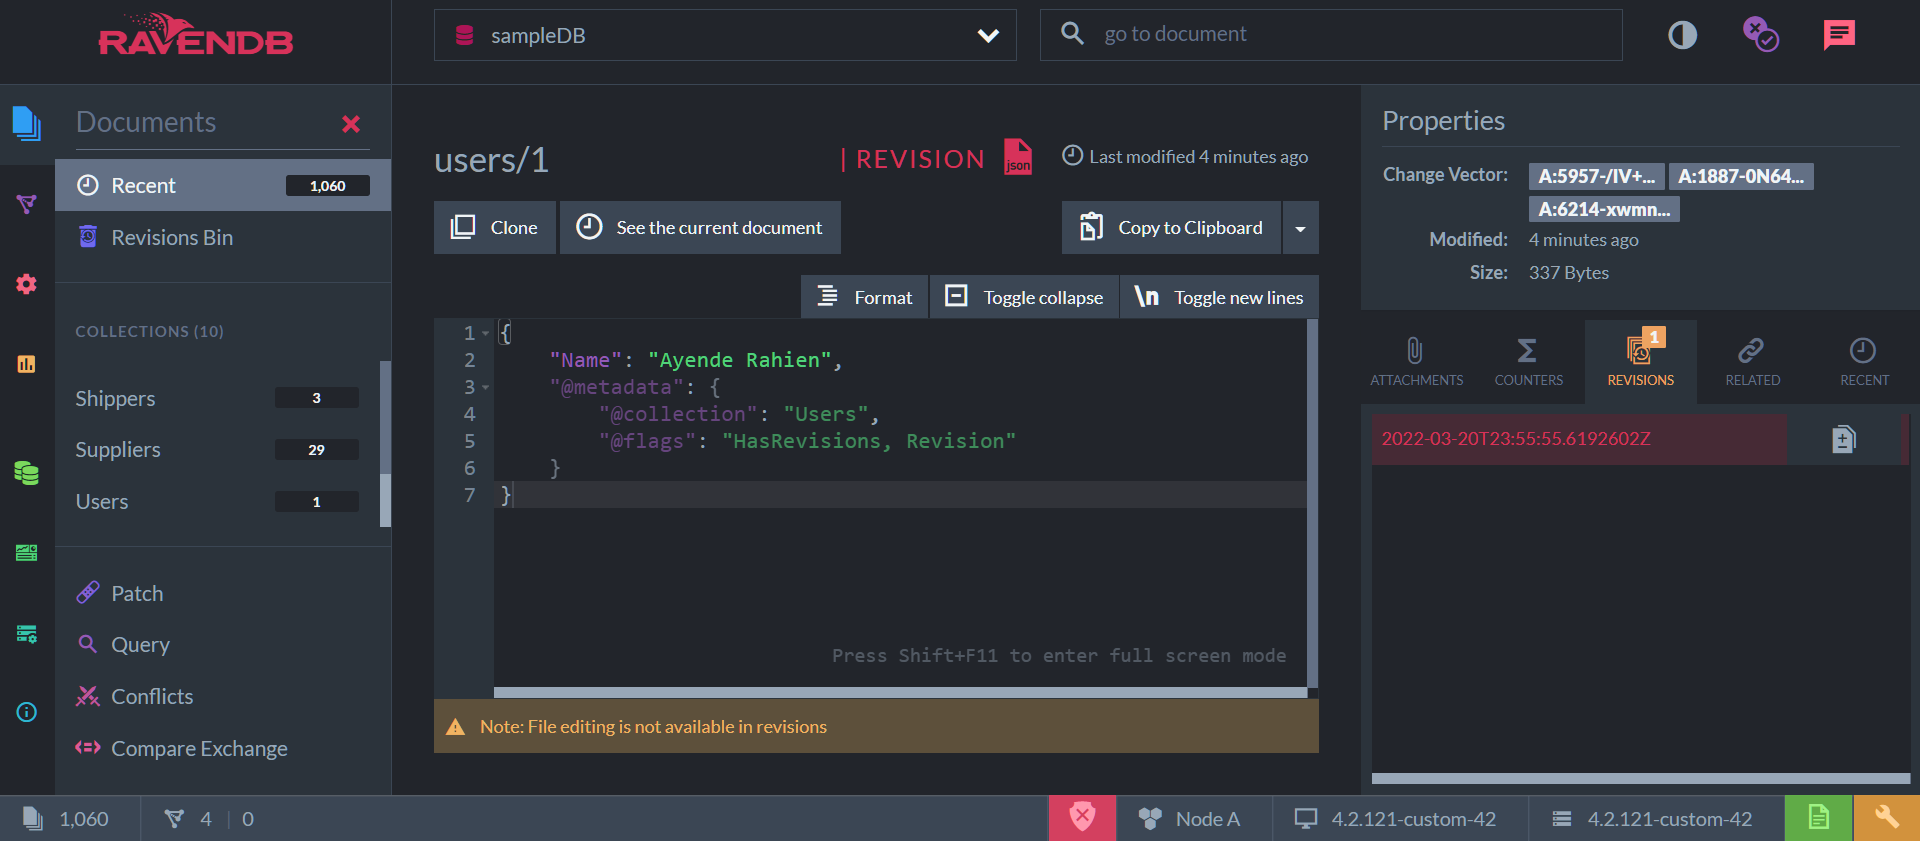 RAVENDB
sampleDB
go to document
Documents
Recent 1,060
Revisions Bin
COLLECTIONS (10)
Shippers 3
Suppliers 29
Users 1
Patch
Query
Conflicts
Compare Exchange
users/1
| REVISION
json
Last modified 4 minutes ago
Clone
See the current document
Copy to Clipboard
Format
Toggle collapse
\n Toggle new lines
1 {
2 "Name": "Ayende Rahien",
3 "@metadata": {
4 "@collection": "Users",
5 "@flags": "HasRevisions, Revision"
6 }
7 }
Press Shift+F11 to enter full screen mode
Note: File editing is not available in revisions
Properties
Change Vector: A:5957-/IV+... A:1887-0N64...
A:6214-xwmn...
Modified: 4 minutes ago
Size: 337 Bytes
1
ATTACHMENTS COUNTERS REVISIONS RELATED RECENT
2022-03-20T23:55:55.6192602Z
1,060
4 | 0
Node A
4.2.121-custom-42
4.2.121-custom-42